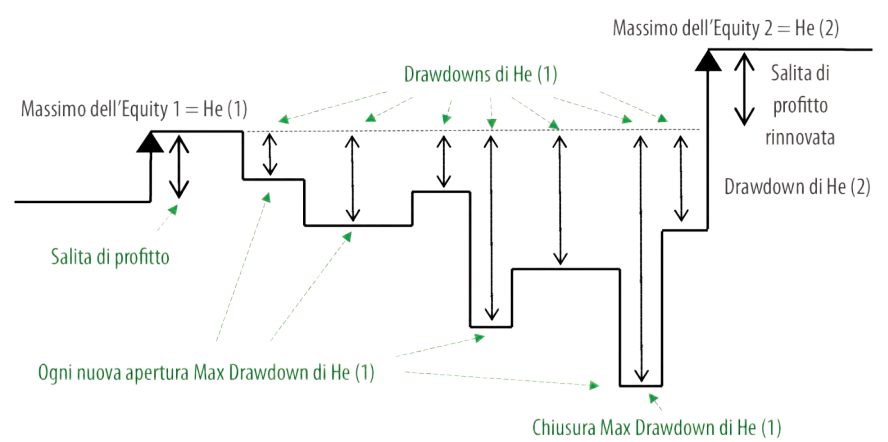 Massimo dell'Equity 2 = He (2)
Drawdowns di He (1)
Salita di
profitto
rinnovata
Massimo dell'Equity 1 = He (1)
Drawdown di He (2)
Salita di profitto
Ogni nuova apertura Max Drawdown di He (1)
Chiusura Max Drawdown di He (1)